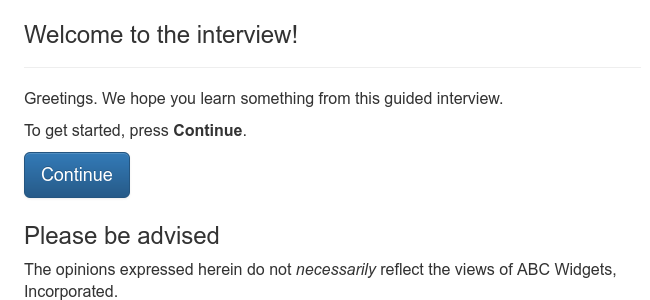 Welcome to the interview!
Greetings. We hope you learn something from this guided interview.
To get started, press Continue.
Continue
Please be advised
The opinions expressed herein do not necessarily reflect the views of ABC Widgets,
Incorporated.